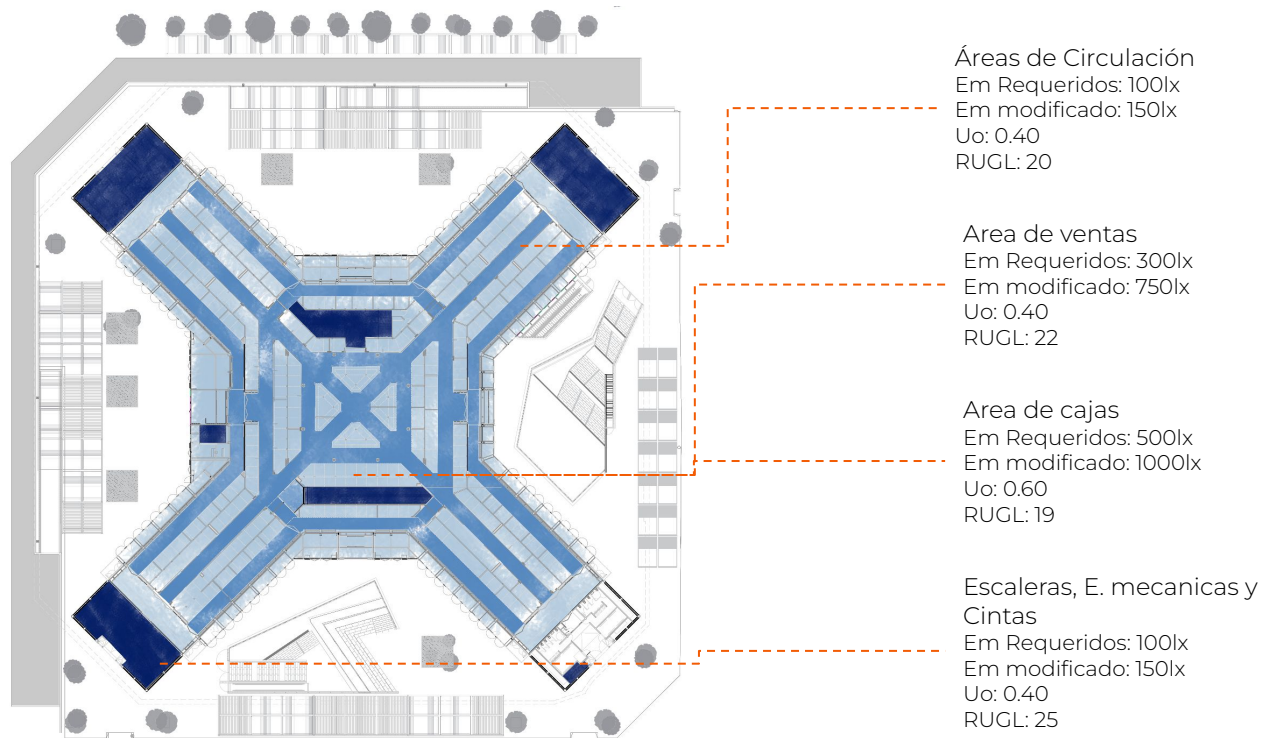 Áreas de Circulación
Em Requeridos: 100lx
Em modificado: 150lx
Uo: 0.40
RUGL: 20
Area de ventas
Em Requeridos: 300lx
Em modificado: 750lx
Uo: 0.40
RUGL: 22
Area de cajas
Em Requeridos: 500lx
Em modificado: 1000lx
Uo: 0.60
RUGL: 19
Escaleras, E. mecanicas y
Cintas
Em Requeridos: 100lx
Em modificado: 150lx
Uo: 0.40
RUGL: 25